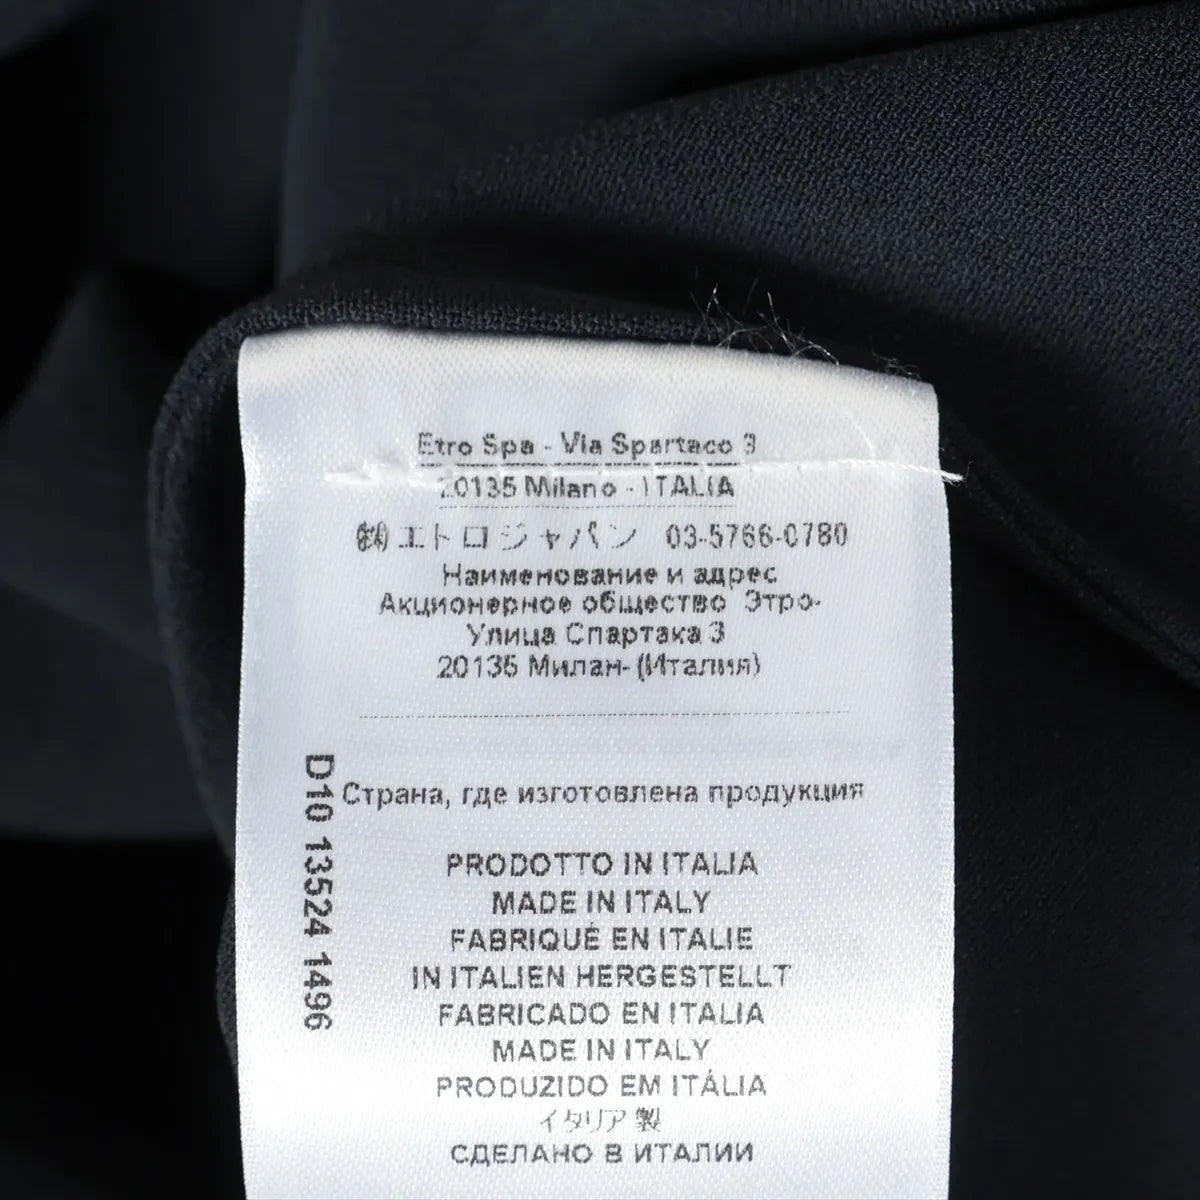 Etro Spa - Via Spartaco 3
20135 Milano - ITALIA
㈱エトロジャパン 03-5766-0780
Наименование и адрес
Акционерное общество Этро-
Улица Спартака 3
20135 Милан- (Италия)
Страна, где изготовлена продукция
D10 13524 1496
PRODOTTO IN ITALIA
MADE IN ITALY
FABRIQUÉ EN ITALIE
IN ITALIEN HERGESTELLT
FABRICADO EN ITALIA
MADE IN ITALY
PRODUZIDO EM ITÁLIA
イタリア製
СДЕЛАНО В ИТАЛИИ